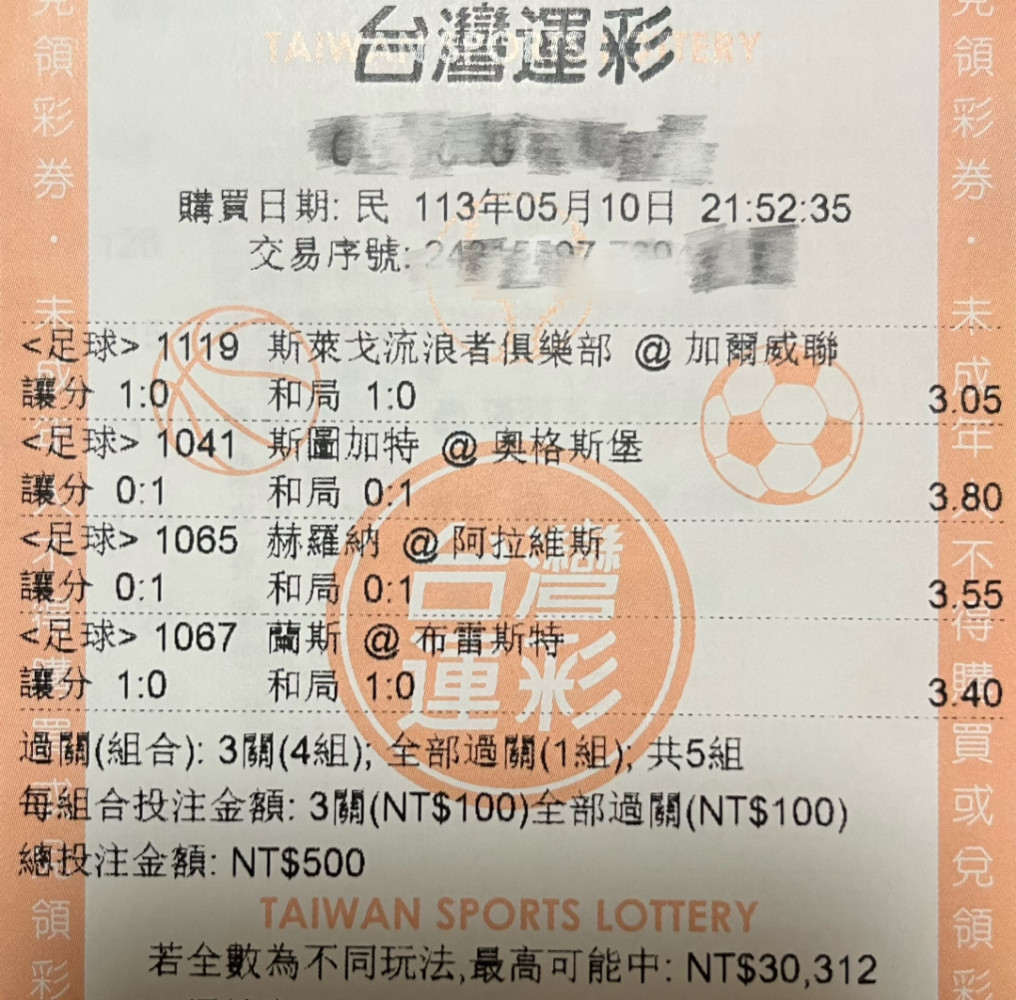 台灣運彩
TAIWAN SPORTS LOTTERY
購買日期: 民 113年05月10日 21:52:35
交易序號:
<足球> 1119 斯萊戈流浪者俱樂部 @ 加爾威聯
讓分 1:0 和局 1:0 3.05
<足球> 1041 斯圖加特 @ 奧格斯堡
讓分 0:1 和局 0:1 3.80
<足球> 1065 赫羅納 @ 阿拉維斯
讓分 0:1 和局 0:1 3.55
<足球> 1067 蘭斯 @ 布雷斯特
讓分 1:0 和局 1:0 3.40
台灣運彩
過關(組合): 3關(4組); 全部過關(1組); 共5組
每組合投注金額: 3關(NT$100)全部過關(NT$100)
總投注金額: NT$500
TAIWAN SPORTS LOTTERY
若全數為不同玩法,最高可能中: NT$30,312
兌領彩券・未成年人不得購買或兌領彩
兌領彩券・未成年人不得購買或兌領彩